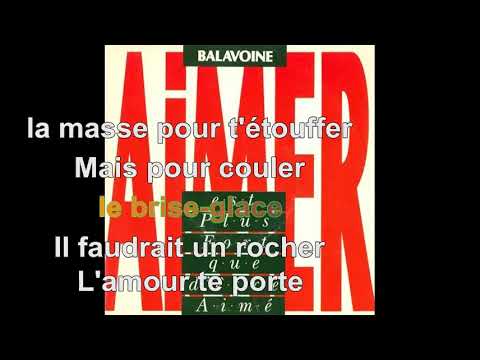 BALAVOINE
AiMER
la masse pour t'étouffer
Mais pour couler
le brise-glace
Il faudrait un rocher
L'amour te porte
e·s·t
P·l·u·s
F·o·r·t
q·u·e
A·i·m·é